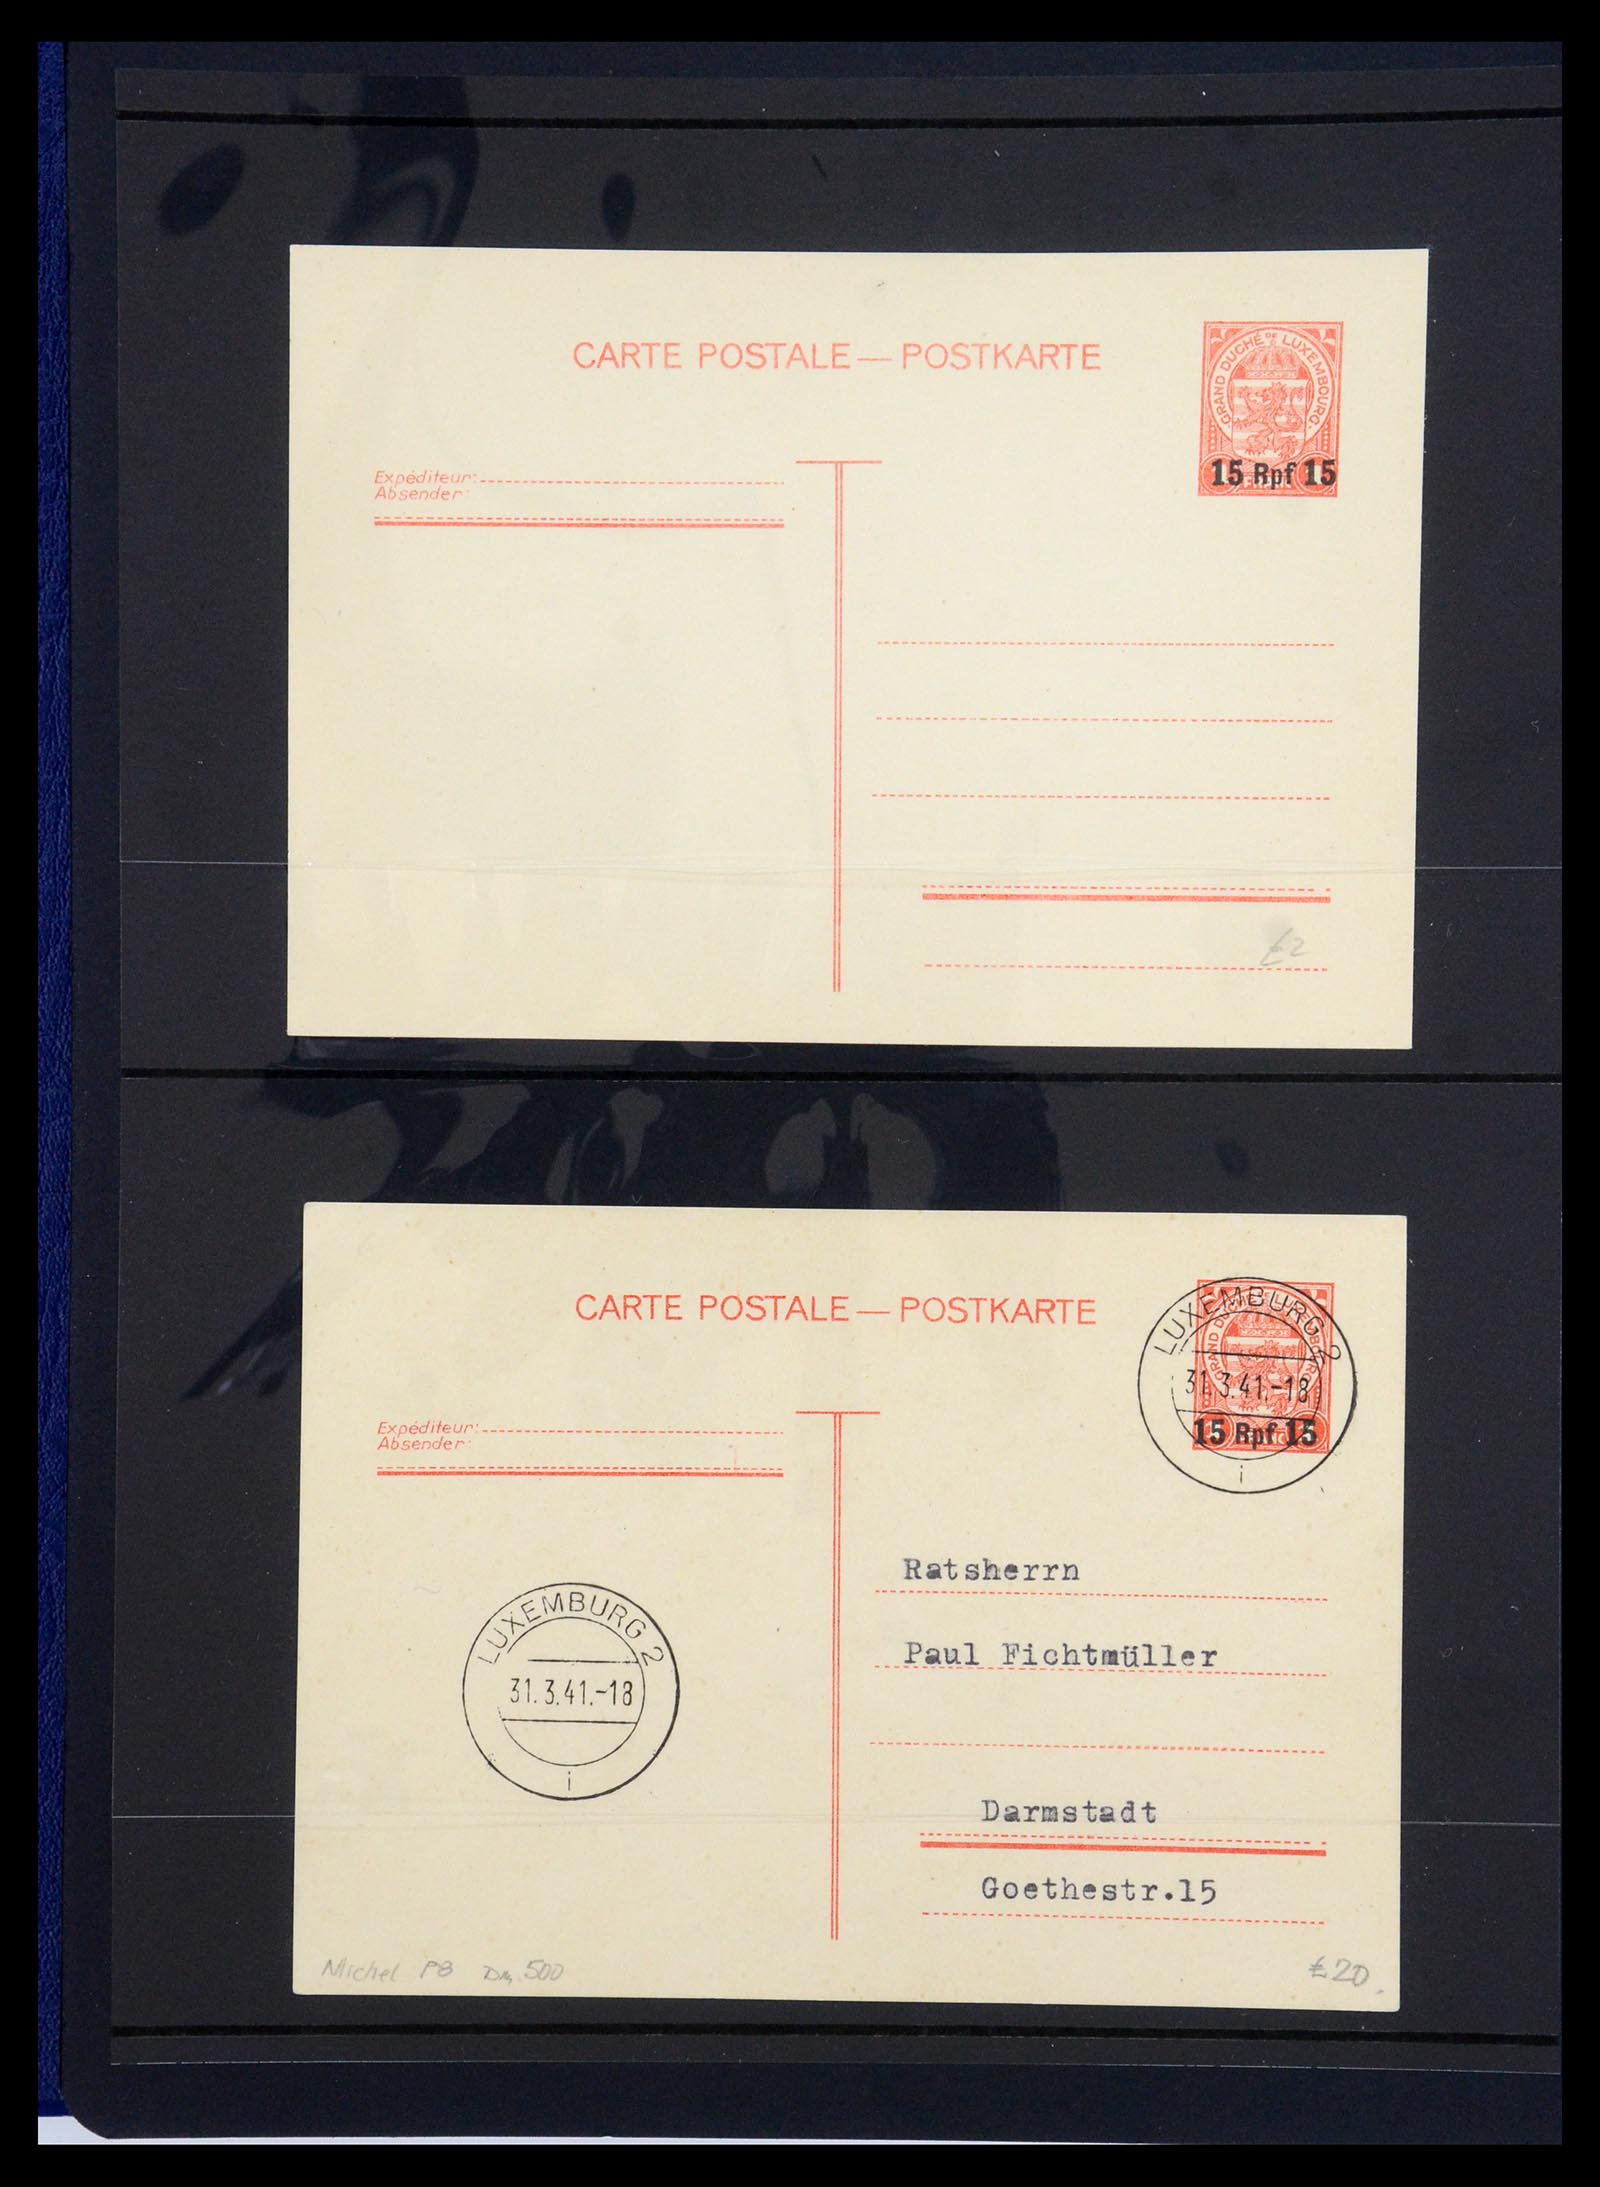 CARTE POSTALE — POSTKARTE
GRAND DUCHÉ DE LUXEMBOURG
15 Rpf 15
Expéditeur:
Absender:
£2
CARTE POSTALE — POSTKARTE
LUXEMBURG 2
31.3.41.-18
15 Rpf 15
i
Expéditeur:
Absender:
Ratsherrn
Paul Fichtmüller
LUXEMBURG 2
31.3.41.-18
i
Darmstadt
Goethestr.15
Michel P8 Dm 500
£20.